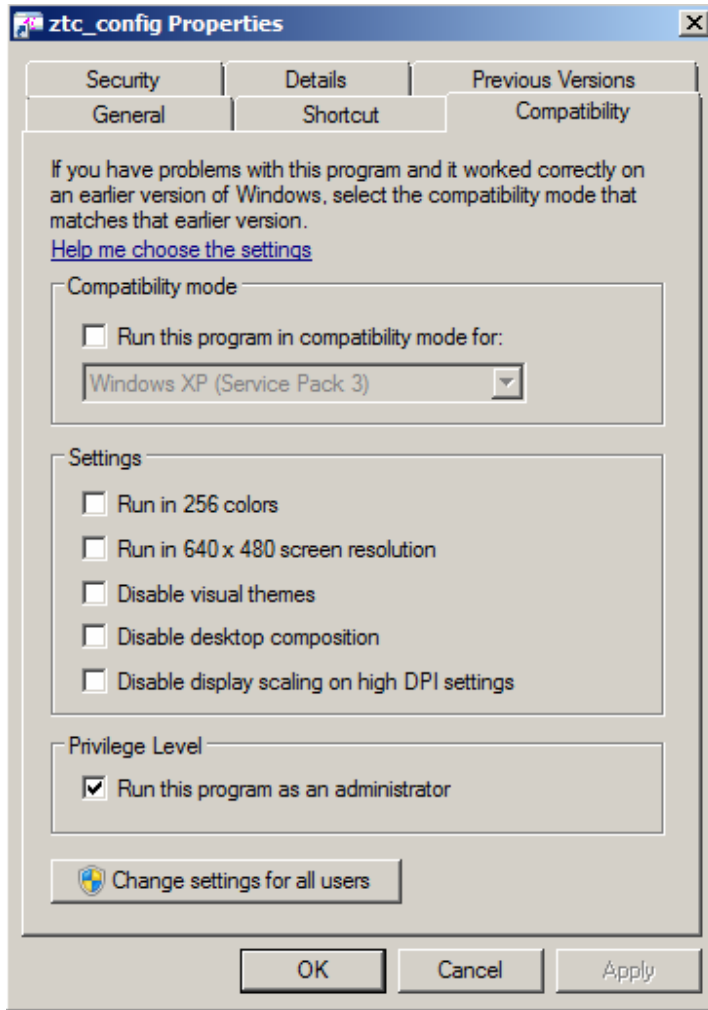 ztc_config Properties
Security
Details
Previous Versions
General
Shortcut
Compatibility
If you have problems with this program and it worked correctly on
an earlier version of Windows, select the compatibility mode that
matches that earlier version.
Help me choose the settings
Compatibility mode
Run this program in compatibility mode for:
Windows XP (Service Pack 3)
Settings
Run in 256 colors
Run in 640 x 480 screen resolution
Disable visual themes
Disable desktop composition
Disable display scaling on high DPI settings
Privilege Level
Run this program as an administrator
Change settings for all users
OK
Cancel
Apply